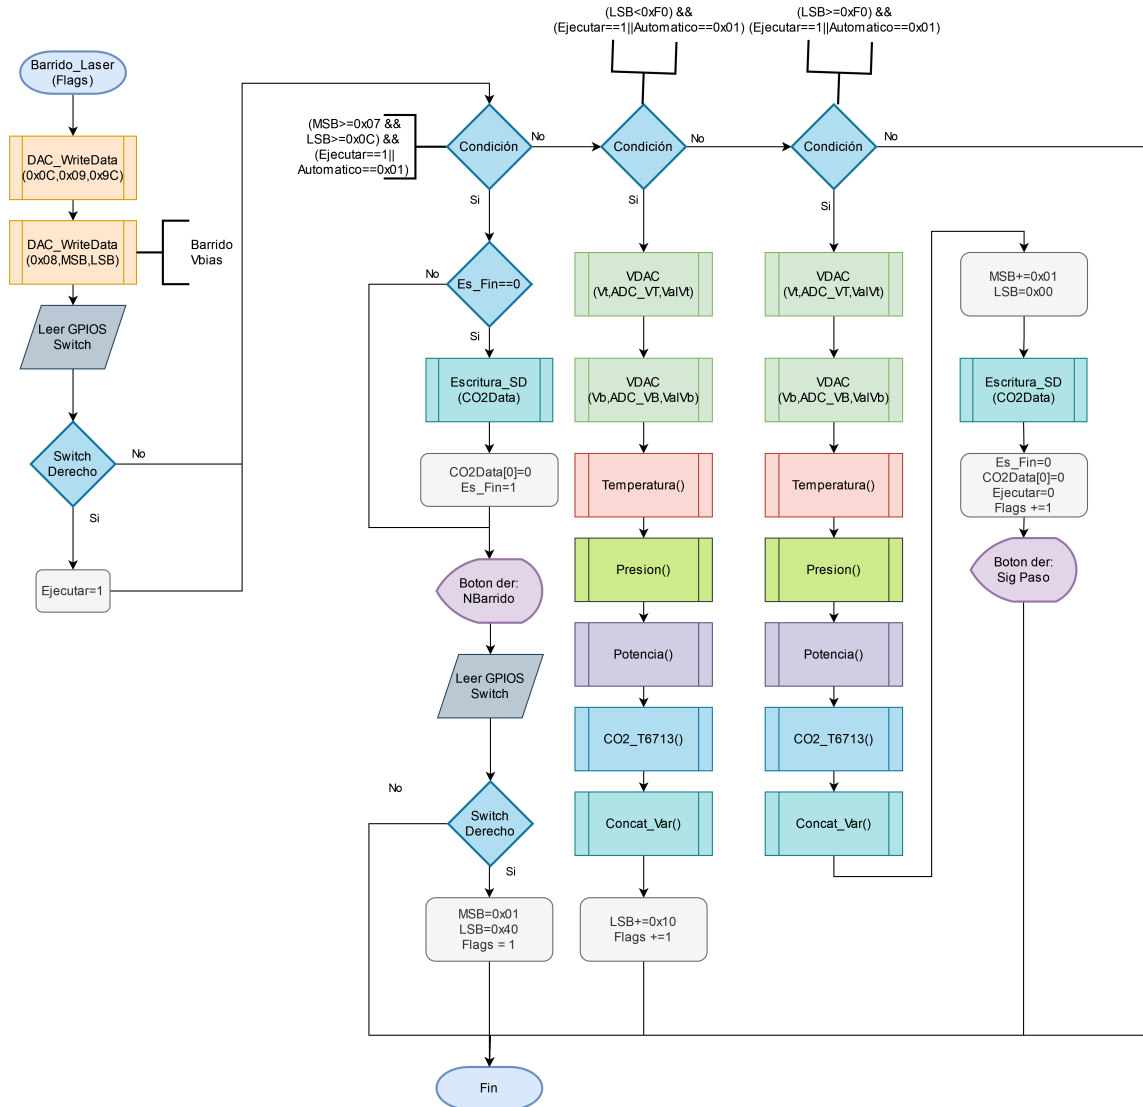 Barrido_Laser
(Flags)
DAC_WriteData
(0x0C,0x09,0x9C)
DAC_WriteData
(0x08,MSB,LSB)
Barrido
Vbias
Leer GPIOS
Switch
Switch
Derecho
No
Si
Ejecutar=1
(MSB>=0x07 &&
LSB>=0x0C) &&
(Ejecutar==1||
Automatico==0x01)
Condición
No
Si
Es_Fin==0
No
Si
Escritura_SD
(CO2Data)
CO2Data[0]=0
Es_Fin=1
Boton der:
NBarrido
Leer GPIOS
Switch
Switch
Derecho
No
Si
MSB=0x01
LSB=0x40
Flags = 1
Fin
(LSB<0xF0) &&
(Ejecutar==1||Automatico==0x01)
Condición
No
Si
VDAC
(Vt,ADC_VT,ValVt)
VDAC
(Vb,ADC_VB,ValVb)
Temperatura()
Presion()
Potencia()
CO2_T6713()
Concat_Var()
LSB+=0x10
Flags +=1
(LSB>=0xF0) &&
(Ejecutar==1||Automatico==0x01)
Condición
No
Si
VDAC
(Vt,ADC_VT,ValVt)
VDAC
(Vb,ADC_VB,ValVb)
Temperatura()
Presion()
Potencia()
CO2_T6713()
Concat_Var()
MSB+=0x01
LSB=0x00
Escritura_SD
(CO2Data)
Es_Fin=0
CO2Data[0]=0
Ejecutar=0
Flags +=1
Boton der:
Sig Paso